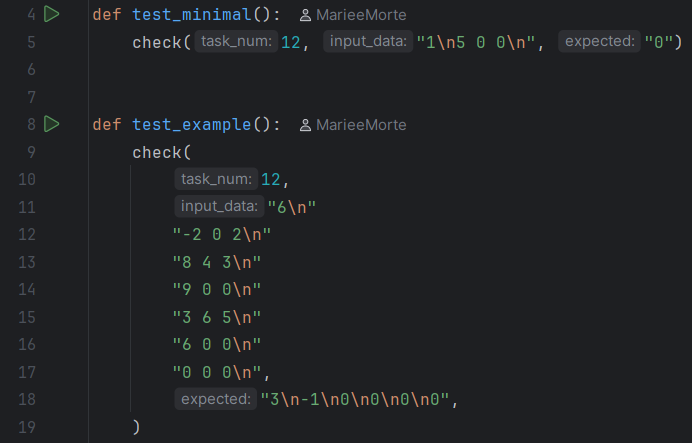 4 def test_minimal(): MarieeMorte
5 check( task_num: 12, input_data: "1\n5 0 0\n", expected: "0")
6
7
8 def test_example(): MarieeMorte
9 check(
10 task_num: 12,
11 input_data: "6\n"
12 "-2 0 2\n"
13 "8 4 3\n"
14 "9 0 0\n"
15 "3 6 5\n"
16 "6 0 0\n"
17 "0 0 0\n",
18 expected: "3\n-1\n0\n0\n0\n0",
19 )